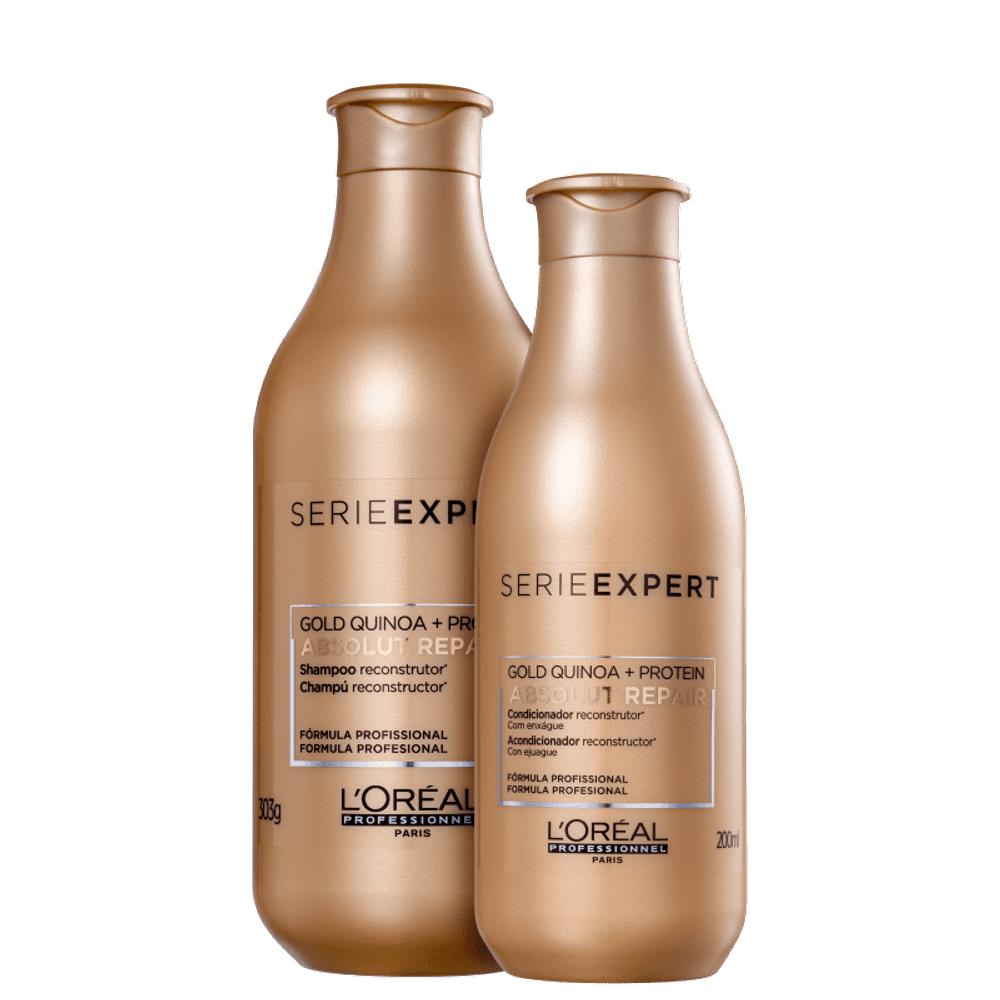 SERIEEXPE
GOLD QUINOA + PRO
ABSOLUT REPA
Shampoo reconstrutor*
Champú reconstructor*
FÓRMULA PROFISSIONAL
FORMULA PROFESIONAL
303g
L'ORÉAL
PROFESSIONNE
PARIS
SERIEEXPERT
GOLD QUINOA + PROTEIN
ABSOLUT REPAIR
Condicionador reconstrutor*
Com enxágue
Acondicionador reconstructor*
Con ejuague
FÓRMULA PROFISSIONAL
FORMULA PROFESIONAL
L'ORÉAL
PROFESSIONNEL
PARIS
200ml